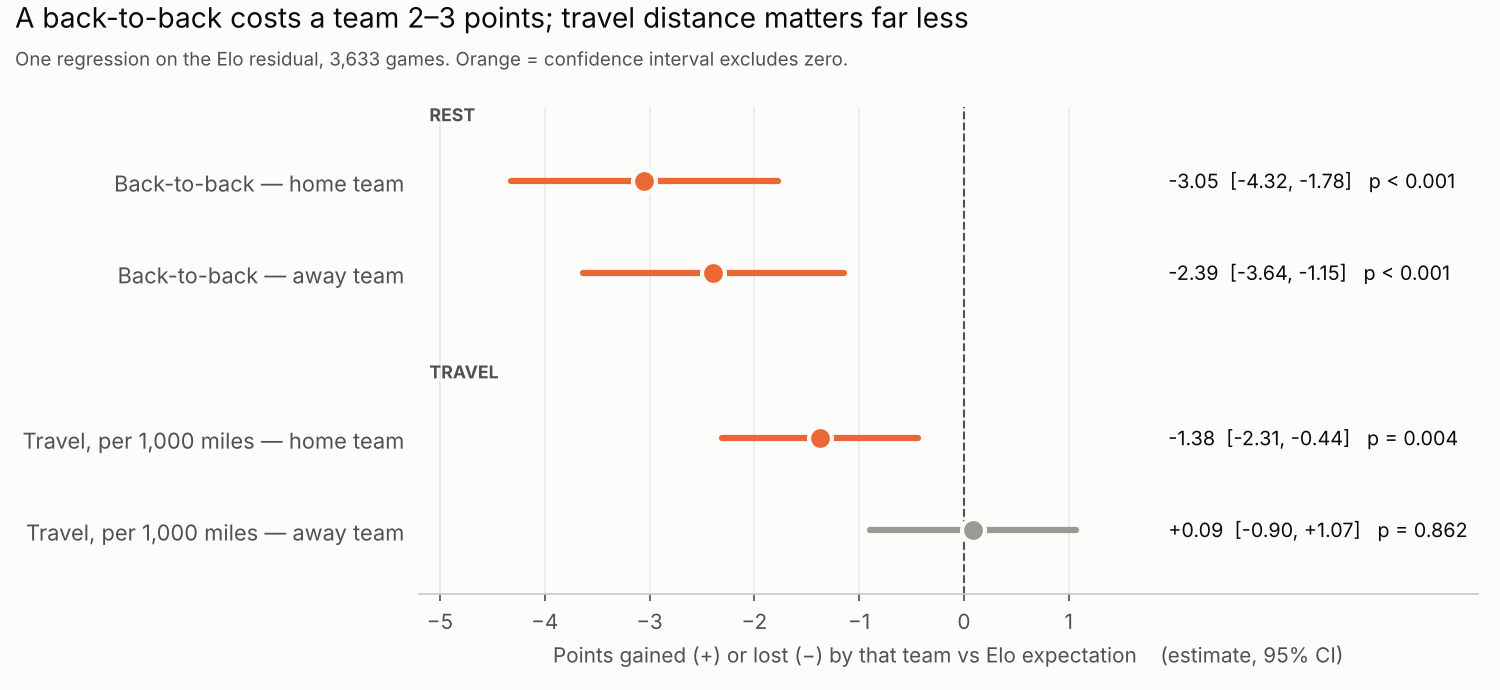 A back-to-back costs a team 2–3 points; travel distance matters far less
One regression on the Elo residual, 3,633 games. Orange = confidence interval excludes zero.
REST
Back-to-back — home team
-3.05 [-4.32, -1.78] p < 0.001
Back-to-back — away team
-2.39 [-3.64, -1.15] p < 0.001
TRAVEL
Travel, per 1,000 miles — home team
-1.38 [-2.31, -0.44] p = 0.004
Travel, per 1,000 miles — away team
+0.09 [-0.90, +1.07] p = 0.862
−5 −4 −3 −2 −1 0 1
Points gained (+) or lost (−) by that team vs Elo expectation (estimate, 95% CI)